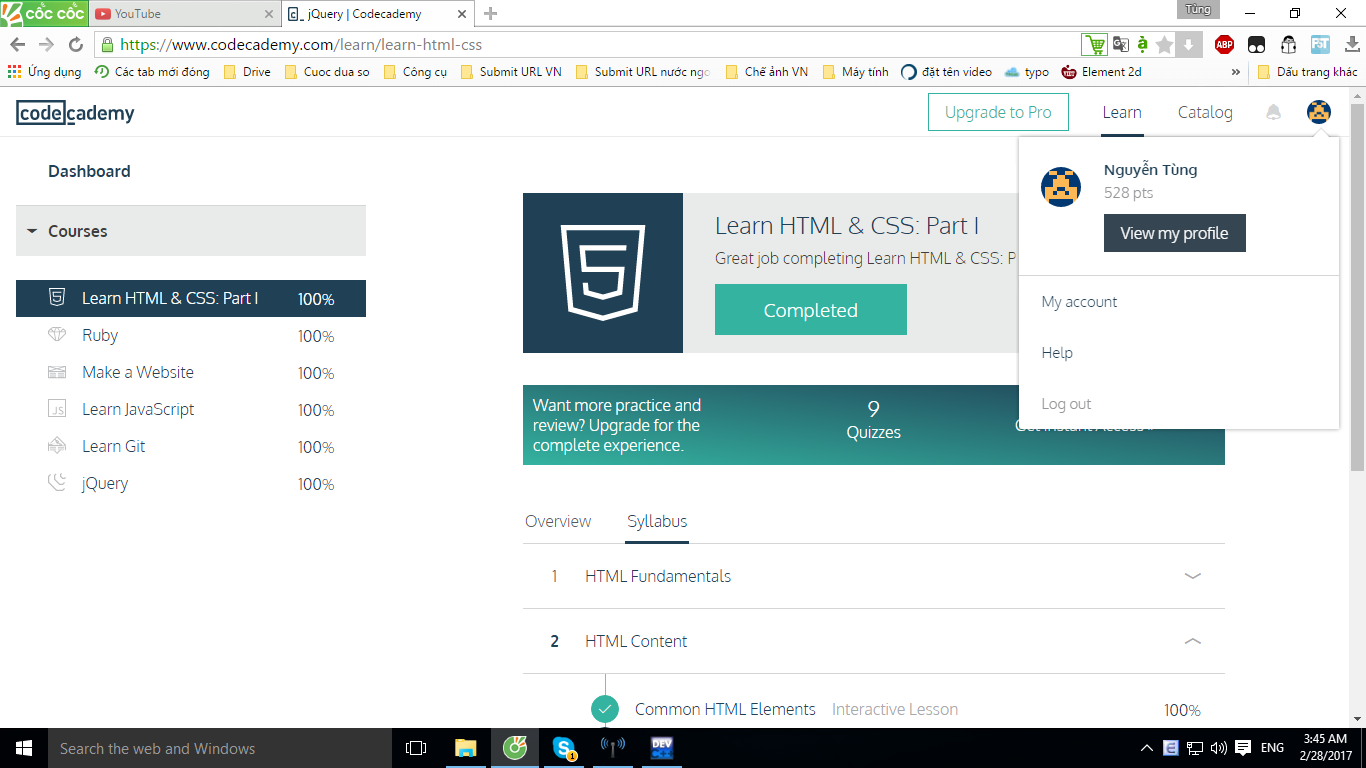 CỐC CỐC
YouTube
jQuery | Codecademy
Tùng
https://www.codecademy.com/learn/learn-html-css
ABP
Ứng dụng
Các tab mới đóng
Drive
Cuoc dua so
Công cụ
Submit URL VN
Submit URL nước ngo
Chế ảnh VN
Máy tính
đặt tên video
typo
Element 2d
»
Dấu trang khác
codecademy
Upgrade to Pro
Learn
Catalog
Dashboard
Nguyễn Tùng
528 pts
View my profile
My account
Help
Log out
Courses
Learn HTML & CSS: Part I 100%
Ruby 100%
Make a Website 100%
JS Learn JavaScript 100%
Learn Git 100%
jQuery 100%
Learn HTML & CSS: Part I
Great job completing Learn HTML & CSS: P
Completed
Want more practice and
review? Upgrade for the
complete experience.
9
Quizzes
Overview
Syllabus
1 HTML Fundamentals
2 HTML Content
Common HTML Elements Interactive Lesson 100%
Search the web and Windows
S
1
DEV
ENG
3:45 AM
2/28/2017